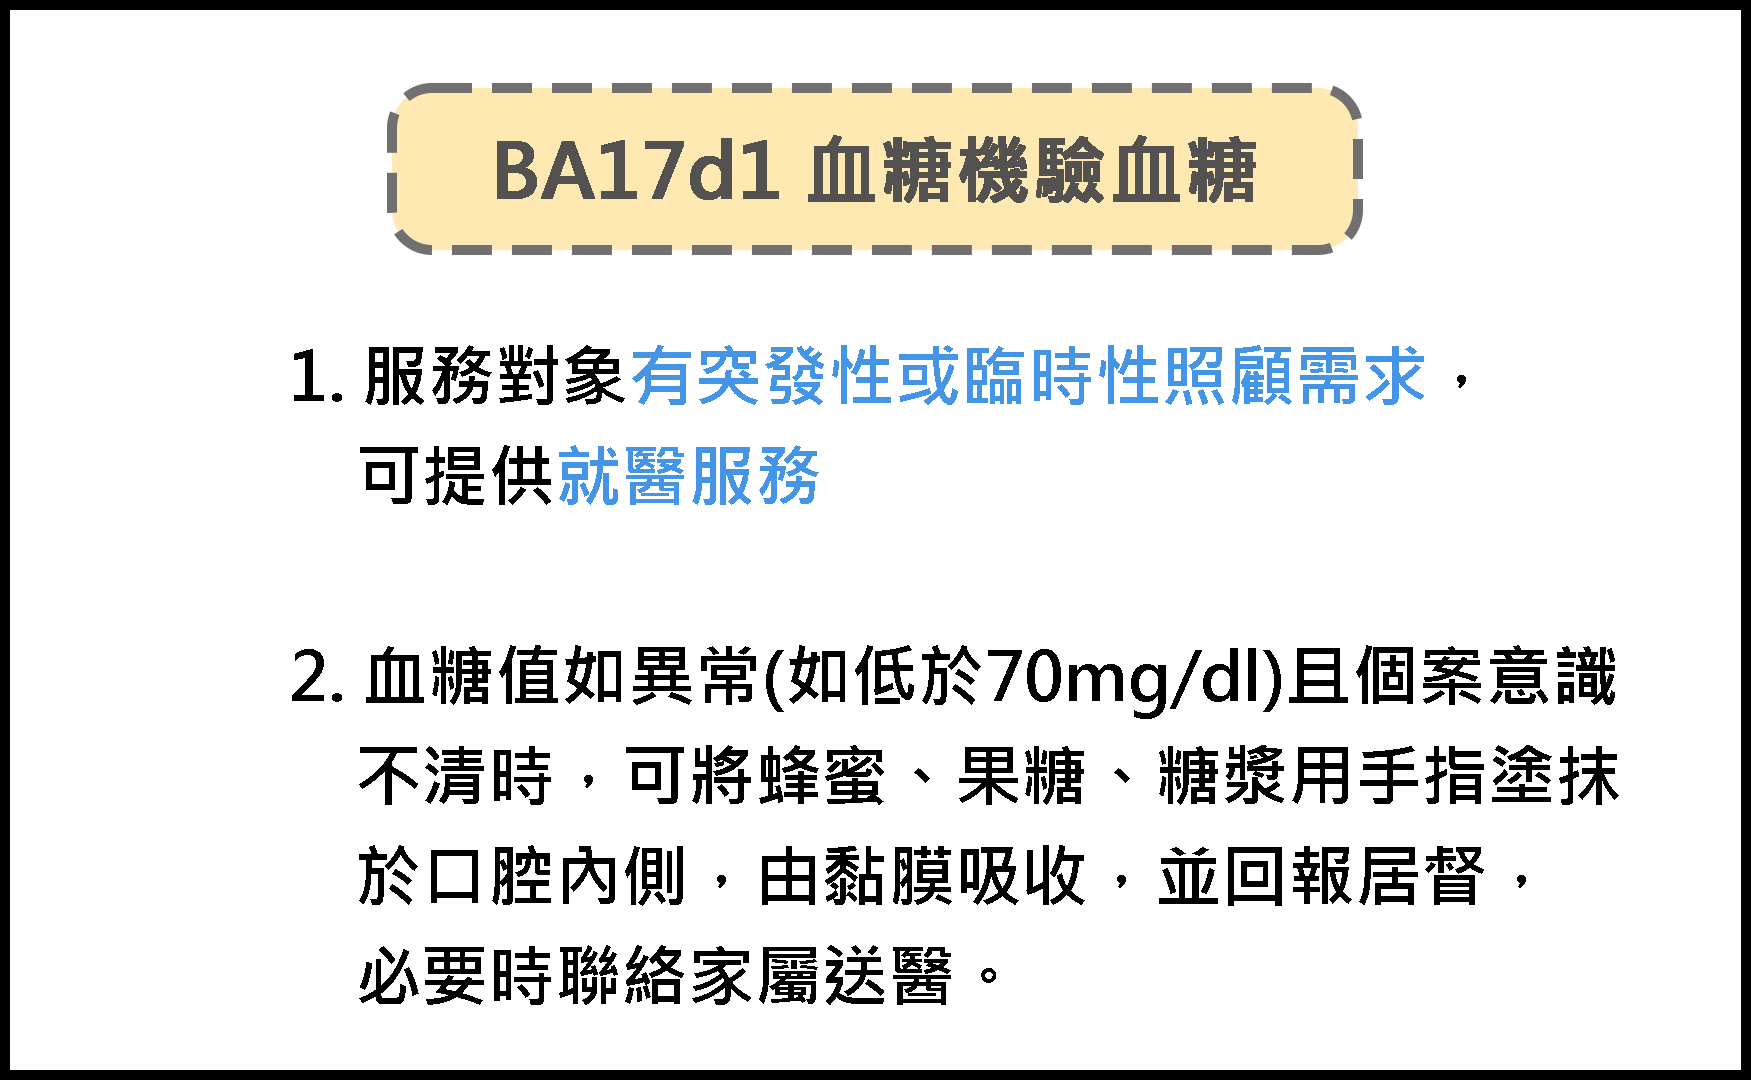 BA17d1 血糖機驗血糖
1. 服務對象有突發性或臨時性照顧需求，
可提供就醫服務
2. 血糖值如異常(如低於70mg/dl)且個案意識
不清時，可將蜂蜜、果糖、糖漿用手指塗抹
於口腔內側，由黏膜吸收，並回報居督，
必要時聯絡家屬送醫。